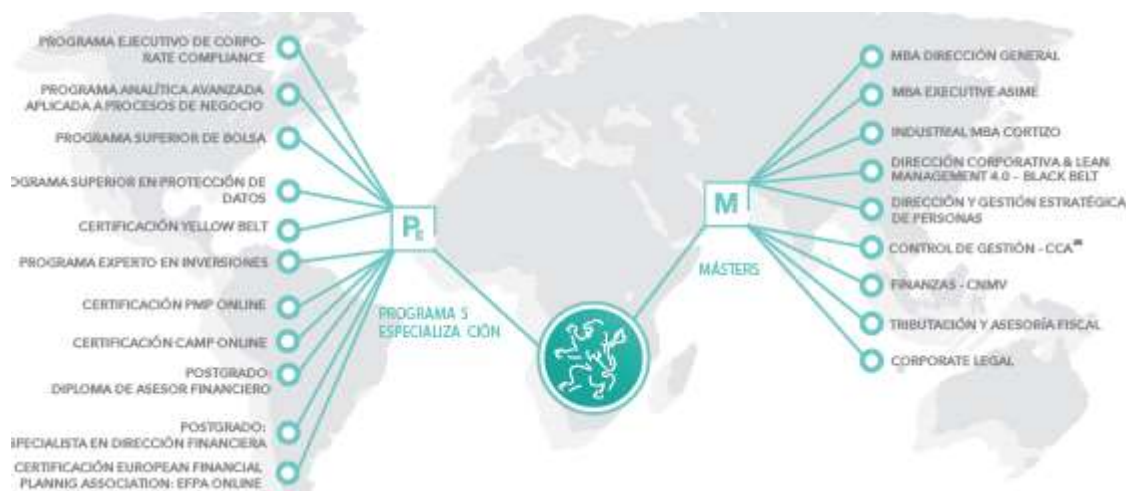 PROGRAMA EJECUTIVO DE CORPO-
RATE COMPLIANCE
PROGRAMA ANALÍTICA AVANZADA
APLICADA A PROCESOS DE NEGOCIO
PROGRAMA SUPERIOR DE BOLSA
OGRAMA SUPERIOR EN PROTECCIÓN DE
DATOS
CERTIFICACIÓN YELLOW BELT
PROGRAMA EXPERTO EN INVERSIONES
CERTIFICACIÓN PMP ONLINE
CERTIFICACIÓN CAMP ONLINE
POSTGRADO:
DIPLOMA DE ASESOR FINANCIERO
POSTGRADO:
SPECIALISTA EN DIRECCIÓN FINANCIERA
CERTIFICACIÓN EUROPEAN FINANCIAL
PLANNIG ASSOCIATION: EFPA ONLINE
PE
PROGRAMA S
ESPECIALIZA CIÓN
M
MÁSTERS
MBA DIRECCIÓN GENERAL
MBA EXECUTIVE ASIME
INDUSTRIAL MBA CORTIZO
DIRECCIÓN CORPORATIVA & LEAN
MANAGEMENT 4.0 – BLACK BELT
DIRECCIÓN Y GESTIÓN ESTRATÉGICA
DE PERSONAS
CONTROL DE GESTIÓN - CCA
FINANZAS - CNMV
TRIBUTACIÓN Y ASESORÍA FISCAL
CORPORATE LEGAL